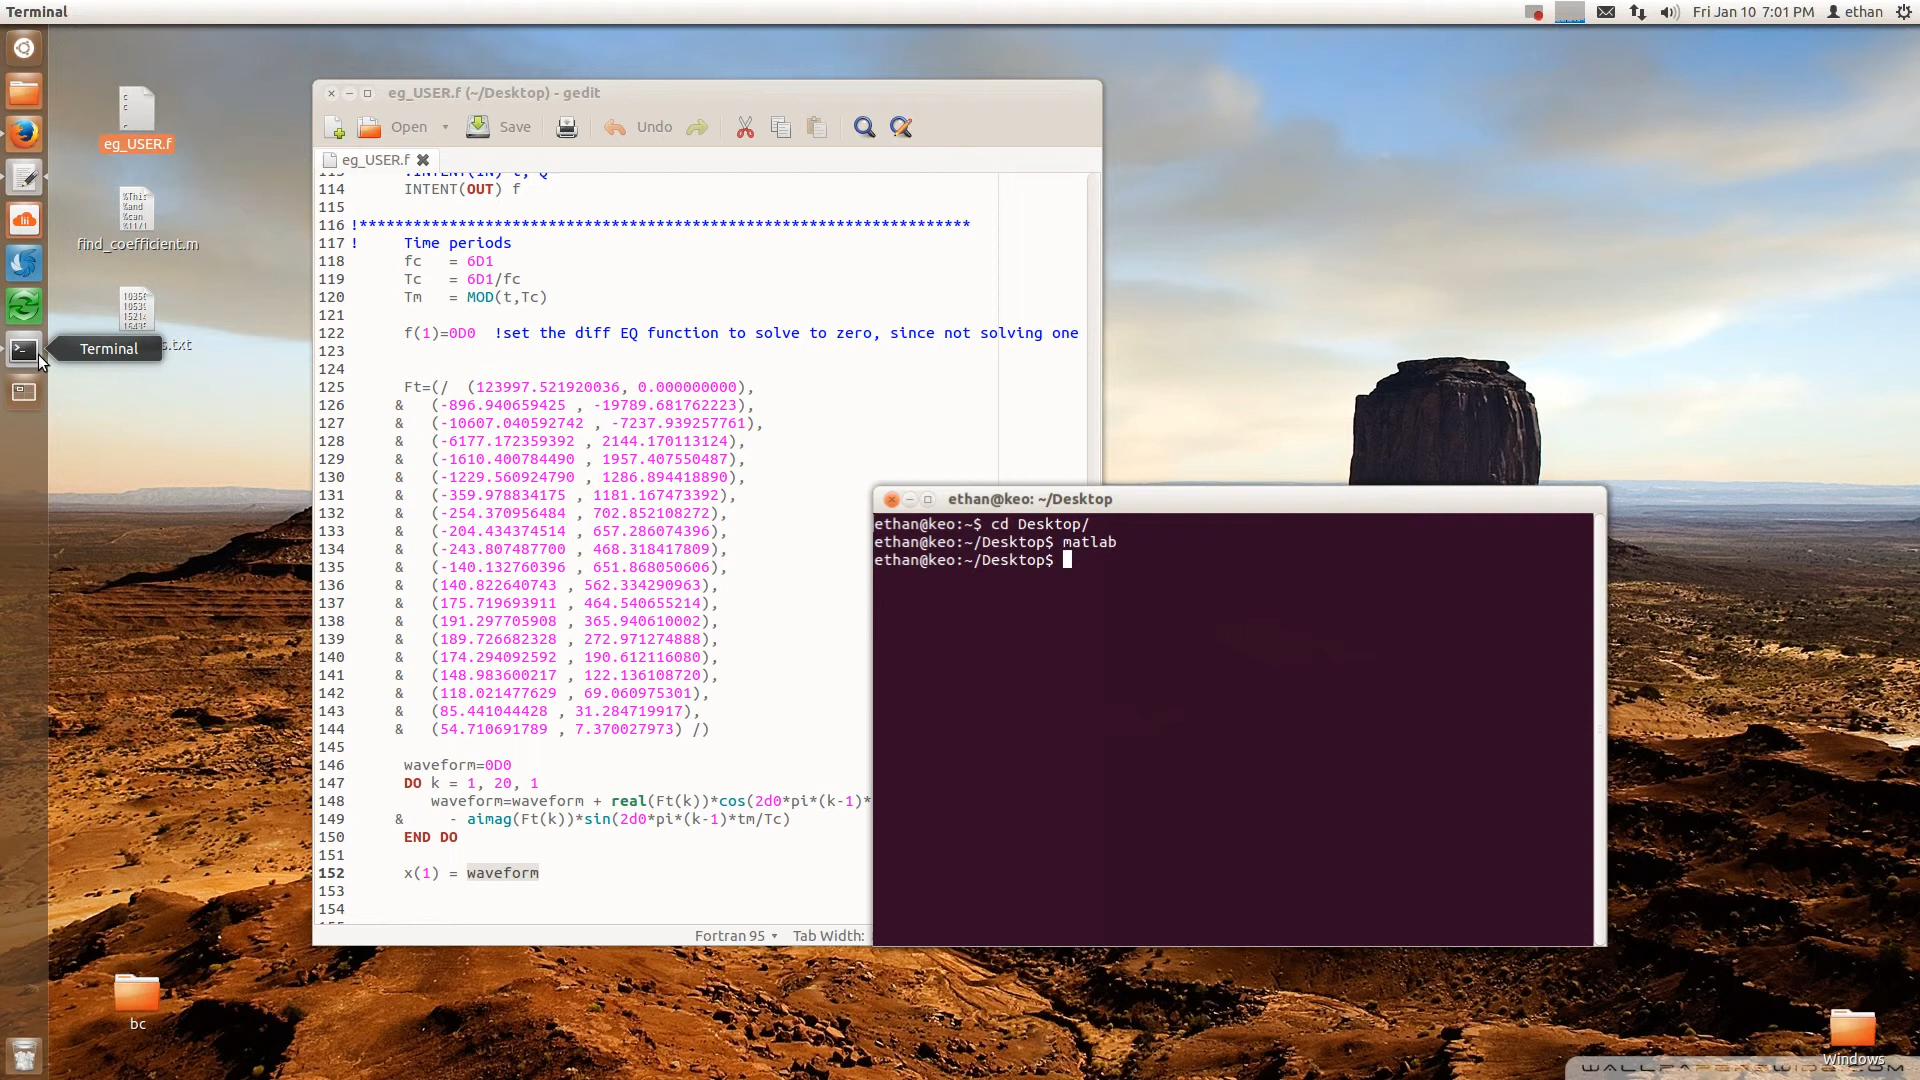 Terminal
Fri Jan 10 7:01 PM
ethan
eg_USER.f
find_coefficient.m
Terminal
s.txt
bc
Windows
eg_USER.f (~/Desktop) - gedit
Open
Save
Undo
eg_USER.f
113 !INTENT(IN) t, Q
114 INTENT(OUT) f
115
116 !********************************************************************
117 ! Time periods
118 fc = 6D1
119 Tc = 6D1/fc
120 Tm = MOD(t,Tc)
121
122 f(1)=0D0 !set the diff EQ function to solve to zero, since not solving one
123
124
125 Ft=(/ (123997.521920036, 0.000000000),
126 & (-896.940659425 , -19789.681762223),
127 & (-10607.040592742 , -7237.939257761),
128 & (-6177.172359392 , 2144.170113124),
129 & (-1610.400784490 , 1957.407550487),
130 & (-1229.560924790 , 1286.894418890),
131 & (-359.978834175 , 1181.167473392),
132 & (-254.370956484 , 702.852108272),
133 & (-204.434374514 , 657.286074396),
134 & (-243.807487700 , 468.318417809),
135 & (-140.132760396 , 651.868050606),
136 & (140.822640743 , 562.334290963),
137 & (175.719693911 , 464.540655214),
138 & (191.297705908 , 365.940610002),
139 & (189.726682328 , 272.971274888),
140 & (174.294092592 , 190.612116080),
141 & (148.983600217 , 122.136108720),
142 & (118.021477629 , 69.060975301),
143 & (85.441044428 , 31.284719917),
144 & (54.710691789 , 7.370027973) /)
145
146 waveform=0D0
147 DO k = 1, 20, 1
148 waveform=waveform + real(Ft(k))*cos(2d0*pi*(k-1)*
149 & - aimag(Ft(k))*sin(2d0*pi*(k-1)*tm/Tc)
150 END DO
151
152 x(1) = waveform
153
154
Fortran 95 Tab Width:
ethan@keo: ~/Desktop
ethan@keo:~$ cd Desktop/
ethan@keo:~/Desktop$ matlab
ethan@keo:~/Desktop$